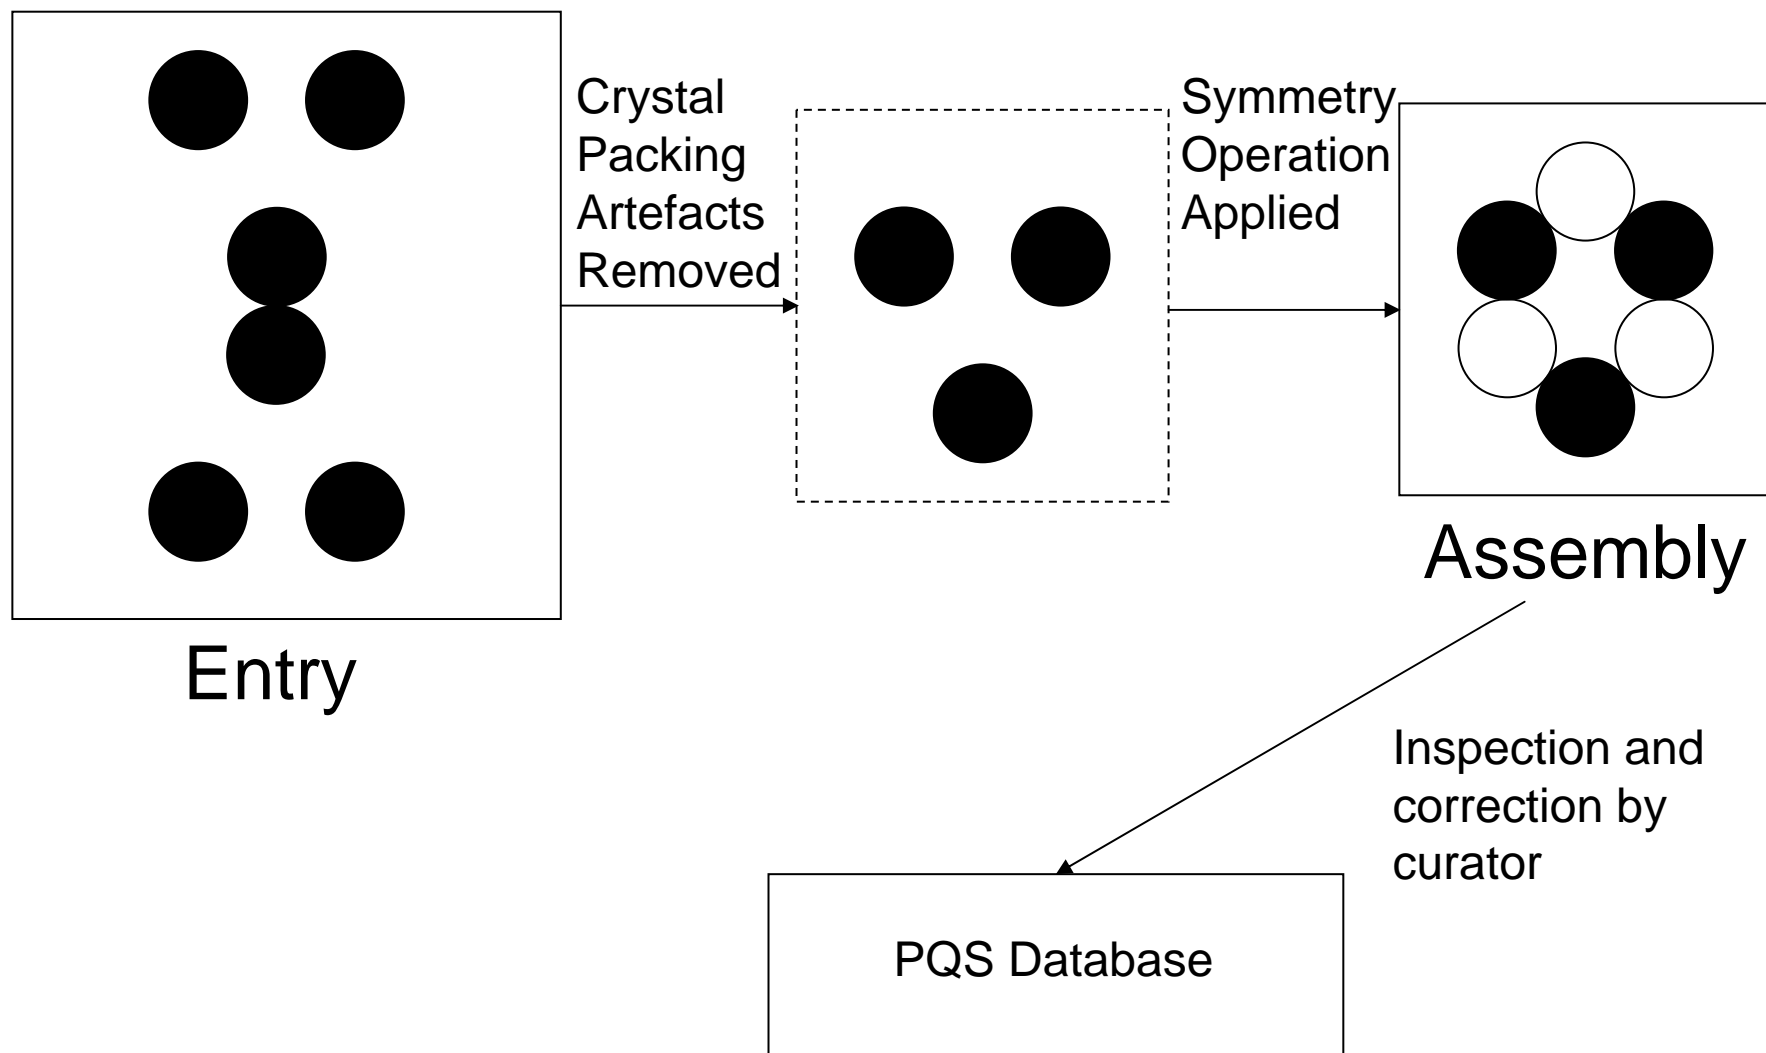 Crystal
Packing
Artefacts
Removed
Symmetry
Operation
Applied
Entry
Assembly
Inspection and
correction by
curator
PQS Database